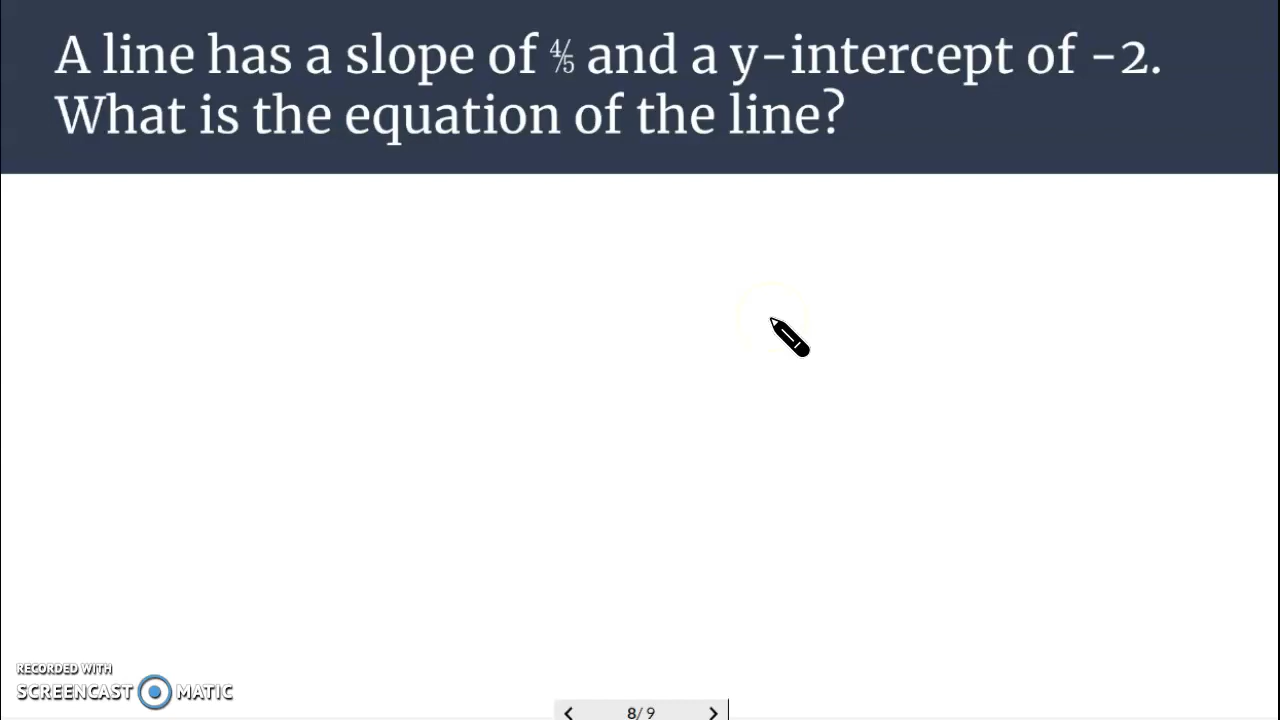 A line has a slope of ⅘ and a y-intercept of -2.
What is the equation of the line?
RECORDED WITH
SCREENCAST MATIC
8/ 9